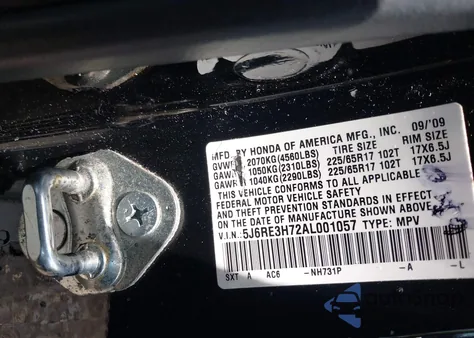 MFD. BY HONDA OF AMERICA MFG., INC. 09/'09
GVWR 2070KG(4560LBS) TIRE SIZE RIM SIZE
GAWR 1050KG(2310LBS) 225/65R17 102T 17X6.5J
GAWR 1040KG(2290LBS) 225/65R17 102T 17X6.5J
THIS VEHICLE CONFORMS TO ALL APPLICABLE
FEDERAL MOTOR VEHICLE SAFETY
AND THEFT PREVENTION STANDARDS IN EFFECT
ON THE DATE OF MANUFACTURE SHOWN ABOVE.
V.I.N.: 5J6RE3H72AL001057 TYPE: MPV
SXT A AC6 -NH731P -A -L